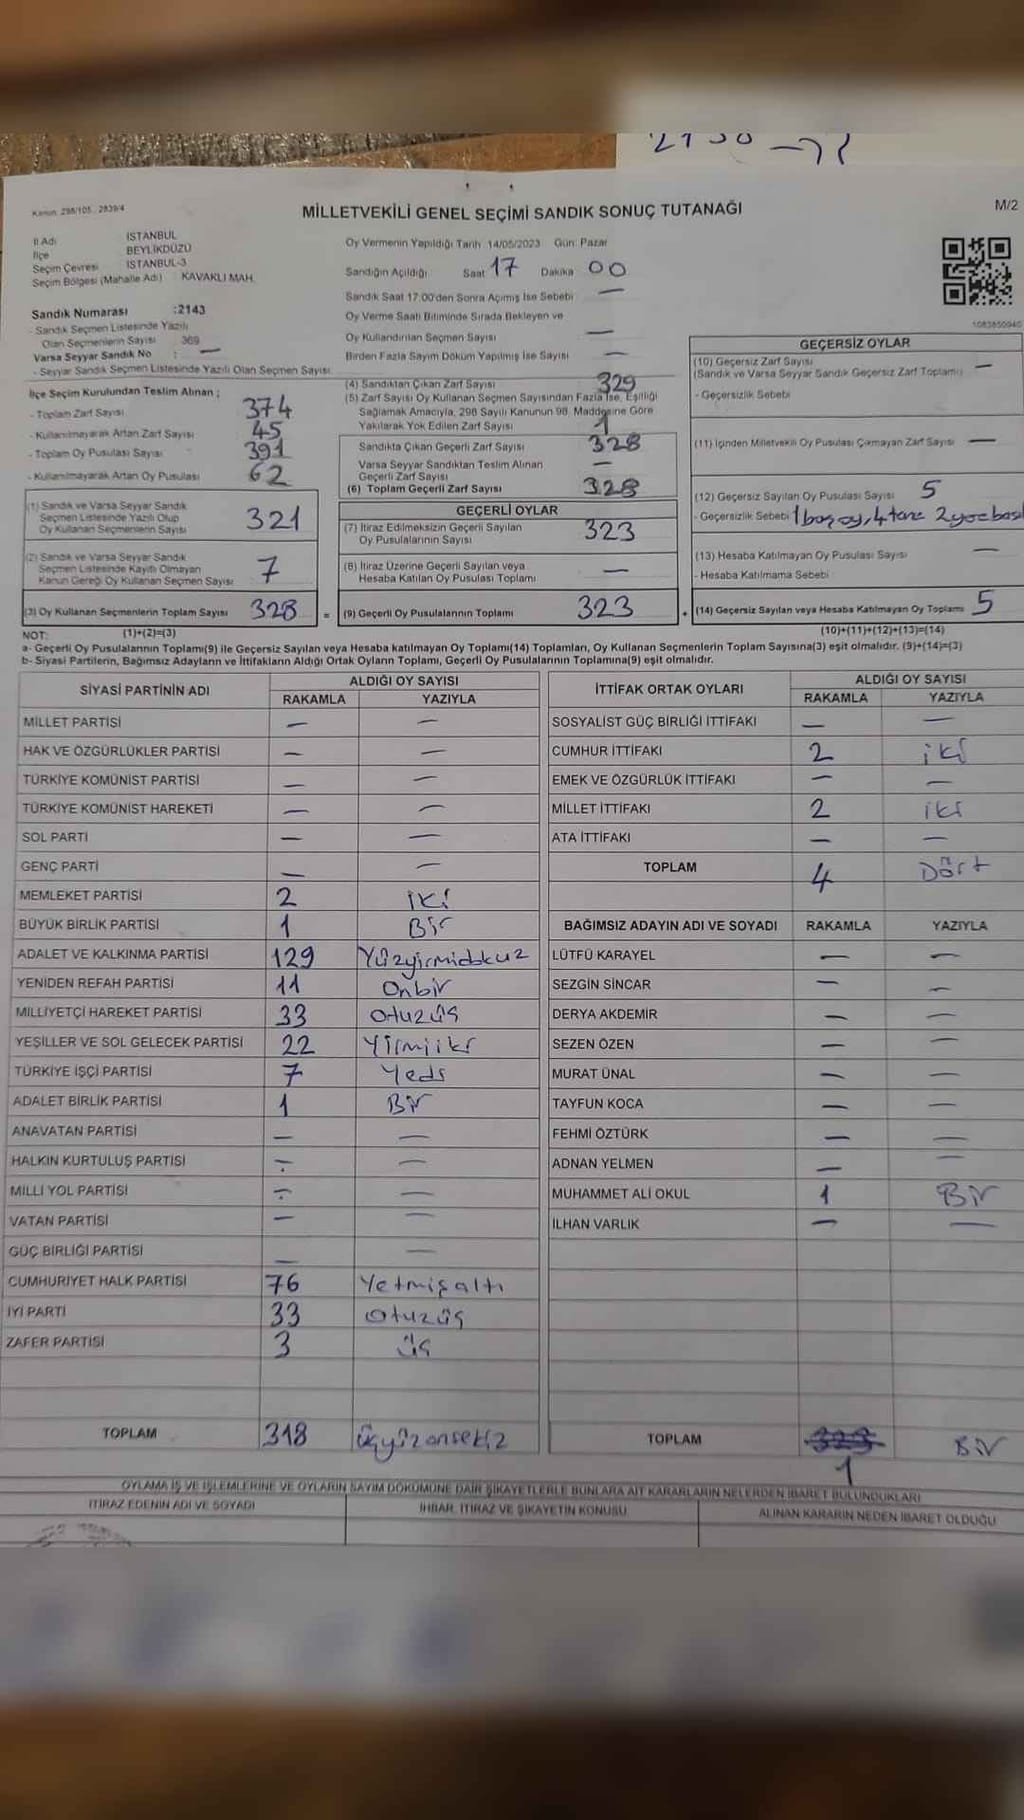 Kanun: 298/105 2839/4
MİLLETVEKİLİ GENEL SEÇİMİ SANDIK SONUÇ TUTANAĞI
M/2
İl Adı İSTANBUL
İlçe BEYLİKDÜZÜ
Seçim Çevresi İSTANBUL-3
Seçim Bölgesi (Mahalle Adı) : KAVAKLI MAH.
Sandık Numarası :2143
- Sandık Seçmen Listesinde Yazılı
Olan Seçmenlerin Sayısı 369
Varsa Seyyar Sandık No : —
- Seyyar Sandık Seçmen Listesinde Yazılı Olan Seçmen Sayısı
Oy Vermenin Yapıldığı Tarih 14/05/2023 Gün: Pazar
Sandığın Açıldığı Saat 17 Dakika 00
Sandık Saat 17:00'den Sonra Açımış İse Sebebi —
Oy Verme Saati Bitiminde Sırada Bekleyen ve
Oy Kullandırılan Seçmen Sayısı —
Birden Fazla Sayım Döküm Yapılmış İse Sayısı —
1083850940
İlçe Seçim Kurulundan Teslim Alınan ;
- Toplam Zarf Sayısı 374
- Kullanılmayarak Artan Zarf Sayısı 45
- Toplam Oy Pusulası Sayısı 391
- Kullanılmayarak Artan Oy Pusulası 62
(1) Sandık ve Varsa Seyyar Sandık
Seçmen Listesinde Yazılı Olup
Oy Kullanan Seçmenlerin Sayısı 321
(2) Sandık ve Varsa Seyyar Sandık
Seçmen Listesinde Kayıtlı Olmayan
Kanun Gereği Oy Kullanan Seçmen Sayısı 7
(3) Oy Kullanan Seçmenlerin Toplam Sayısı 328 =
(4) Sandıktan Çıkan Zarf Sayısı 329
(5) Zarf Sayısı Oy Kullanan Seçmen Sayısından Fazla İse, Eşitliği
Sağlamak Amacıyla, 298 Sayılı Kanunun 98. Maddesine Göre
Yakılarak Yok Edilen Zarf Sayısı 1
Sandıkta Çıkan Geçerli Zarf Sayısı 328
Varsa Seyyar Sandıktan Teslim Alınan
Geçerli Zarf Sayısı —
(6) Toplam Geçerli Zarf Sayısı 328
GEÇERLİ OYLAR
(7) İtiraz Edilmeksizin Geçerli Sayılan
Oy Pusulalarının Sayısı 323
(8) İtiraz Üzerine Geçerli Sayılan veya
Hesaba Katılan Oy Pusulası Toplamı —
(9) Geçerli Oy Pusulalarının Toplamı 323 +
GEÇERSİZ OYLAR
(10) Geçersiz Zarf Sayısı —
(Sandık ve Varsa Seyyar Sandık Geçersiz Zarf Toplamı)
- Geçersizlik Sebebi
(11) İçinden Milletvekili Oy Pusulası Çıkmayan Zarf Sayısı —
(12) Geçersiz Sayılan Oy Pusulası Sayısı 5
- Geçersizlik Sebebi 1 boş oy, 4 tane 2
(13) Hesaba Katılmayan Oy Pusulası Sayısı —
- Hesaba Katılmama Sebebi
(14) Geçersiz Sayılan veya Hesaba Katılmayan Oy Toplamı 5
NOT: (1)+(2)=(3) (10)+(11)+(12)+(13)=(14)
a- Geçerli Oy Pusulalarının Toplamı(9) ile Geçersiz Sayılan veya Hesaba katılmayan Oy Toplamı(14) Toplamları, Oy Kullanan Seçmenlerin Toplam Sayısına(3) eşit olmalıdır. (9)+(14)=(3)
b- Siyasi Partilerin, Bağımsız Adayların ve İttifakların Aldığı Ortak Oyların Toplamı, Geçerli Oy Pusulalarının Toplamına(9) eşit olmalıdır.
SİYASİ PARTİNİN ADI ALDIĞI OY SAYISI
RAKAMLA YAZIYLA
MİLLET PARTİSİ — —
HAK VE ÖZGÜRLÜKLER PARTİSİ — —
TÜRKİYE KOMÜNİST PARTİSİ — —
TÜRKİYE KOMÜNİST HAREKETİ — —
SOL PARTİ — —
GENÇ PARTİ — —
MEMLEKET PARTİSİ 2 iki
BÜYÜK BİRLİK PARTİSİ 1 Bir
ADALET VE KALKINMA PARTİSİ 129 Yüzyirmidokuz
YENİDEN REFAH PARTİSİ 11 Onbir
MİLLİYETÇİ HAREKET PARTİSİ 33 Otuzüç
YEŞİLLER VE SOL GELECEK PARTİSİ 22 Yirmiiki
TÜRKİYE İŞÇİ PARTİSİ 7 Yedi
ADALET BİRLİK PARTİSİ 1 Bir
ANAVATAN PARTİSİ — —
HALKIN KURTULUŞ PARTİSİ — —
MİLLİ YOL PARTİSİ — —
VATAN PARTİSİ — —
GÜÇ BİRLİĞİ PARTİSİ — —
CUMHURİYET HALK PARTİSİ 76 Yetmişaltı
İYİ PARTİ 33 Otuzüç
ZAFER PARTİSİ 3 üç
TOPLAM 318 üçyüzonsekiz
İTTİFAK ORTAK OYLARI ALDIĞI OY SAYISI
RAKAMLA YAZIYLA
SOSYALİST GÜÇ BİRLİĞİ İTTİFAKI — —
CUMHUR İTTİFAKI 2 iki
EMEK VE ÖZGÜRLÜK İTTİFAKI — —
MİLLET İTTİFAKI 2 iki
ATA İTTİFAKI — —
TOPLAM 4 Dört
BAĞIMSIZ ADAYIN ADI VE SOYADI RAKAMLA YAZIYLA
LÜTFÜ KARAYEL — —
SEZGİN SİNCAR — —
DERYA AKDEMİR — —
SEZEN ÖZEN — —
MURAT ÜNAL — —
TAYFUN KOCA — —
FEHMİ ÖZTÜRK — —
ADNAN YELMEN — —
MUHAMMET ALİ OKUL 1 Bir
İLHAN VARLIK — —
TOPLAM 323 Bir
1
OYLAMA İŞ VE İŞLEMLERİNE VE OYLARIN SAYIM DÖKÜMÜNE DAİR ŞİKAYETLERLE BUNLARA AİT KARARLARIN NELERDEN İBARET BULUNDUKLARI
İTİRAZ EDENİN ADI VE SOYADI İHBAR, İTİRAZ VE ŞİKAYETİN KONUSU ALINAN KARARIN NEDEN İBARET OLDUĞU